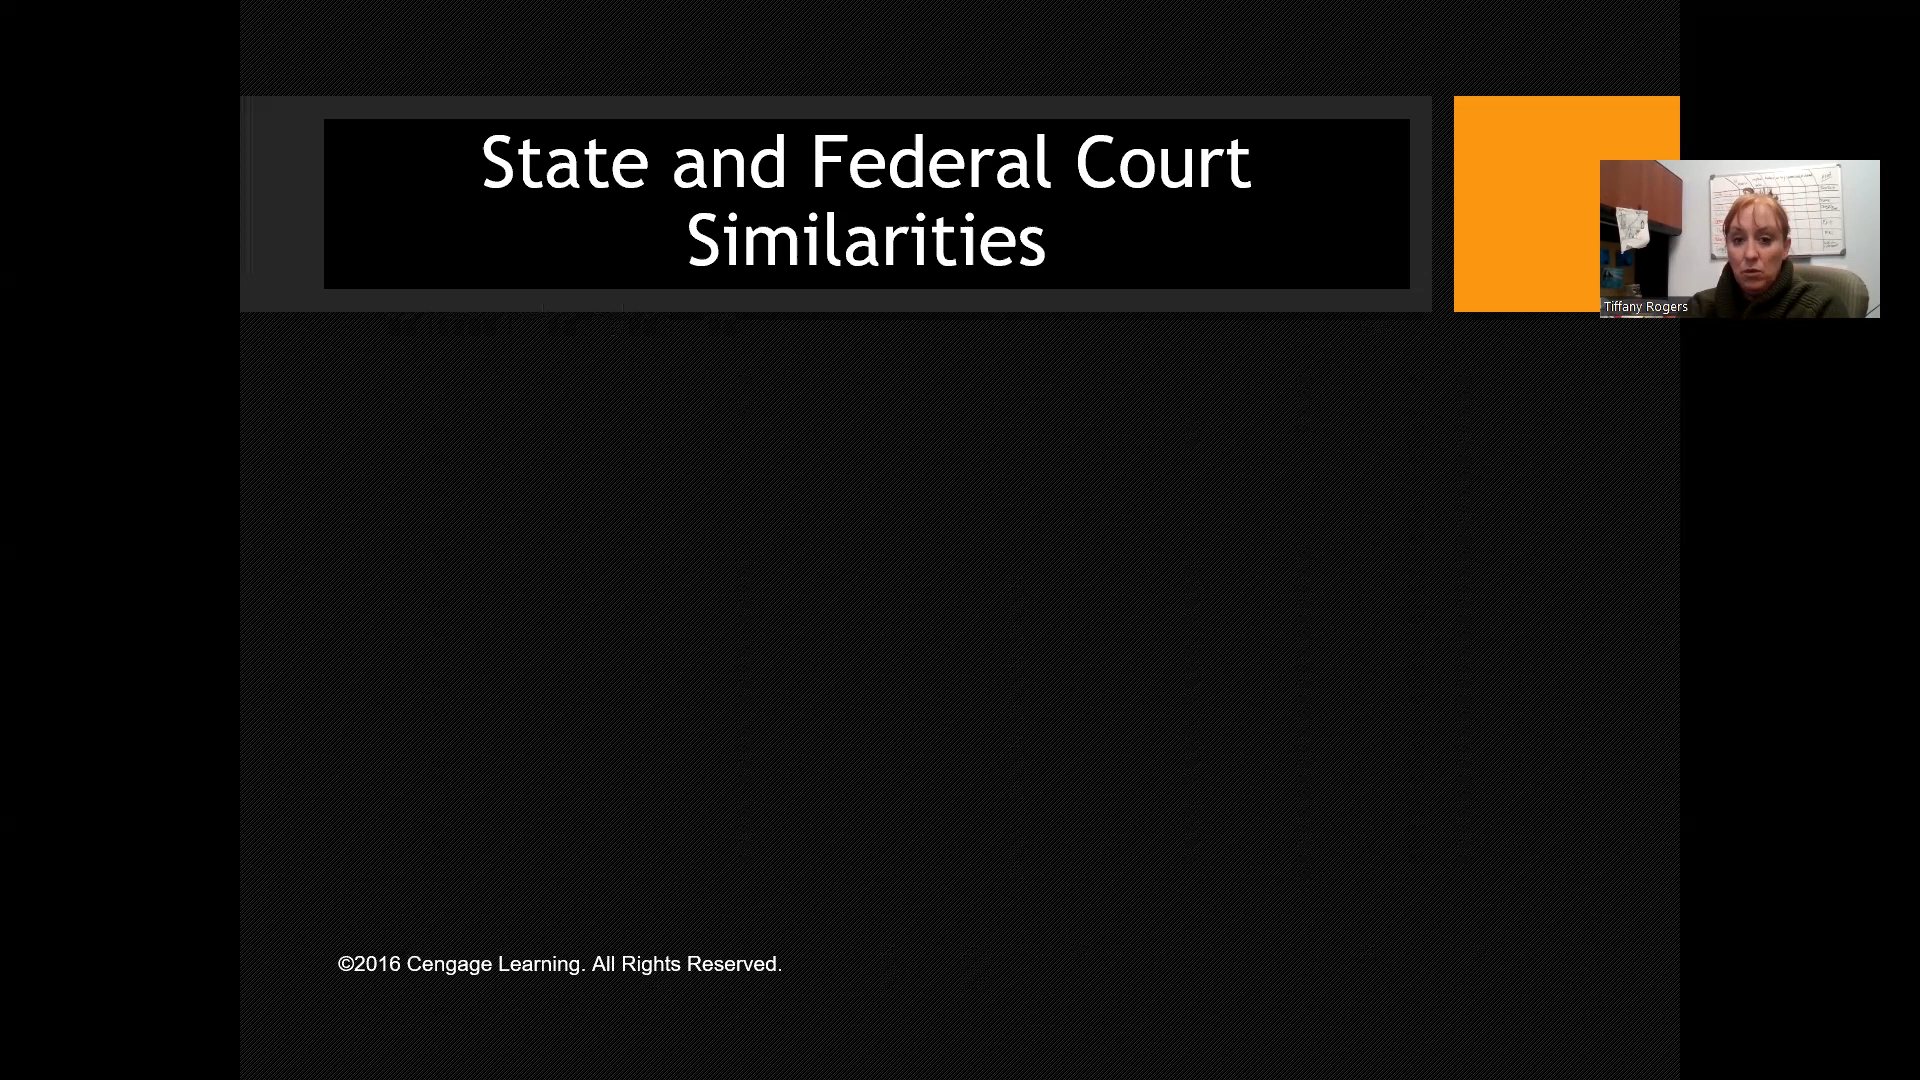 State and Federal Court
Similarities
Tiffany Rogers
©2016 Cengage Learning. All Rights Reserved.